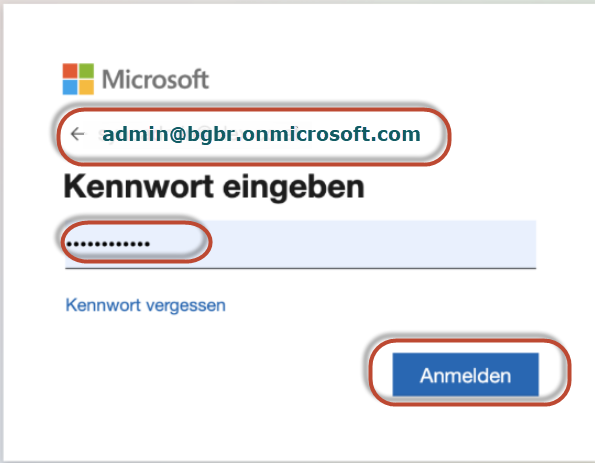 Microsoft
← admin@bgbr.onmicrosoft.com
Kennwort eingeben
••••••••••••
Kennwort vergessen
Anmelden